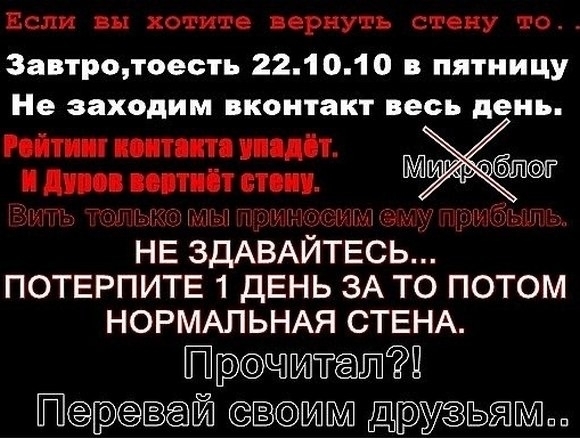 Если вы хотите вернуть стену то..
Завтро,тоесть 22.10.10 в пятницу
Не заходим вконтакт весь день.
Рейтинг контакта упадёт.
И Дуров вертнёт стену.
Микроблог
Вить только мы приносим ему прибыль.
НЕ ЗДАВАЙТЕСЬ...
ПОТЕРПИТЕ 1 ДЕНЬ ЗА ТО ПОТОМ
НОРМАЛЬНАЯ СТЕНА.
Прочитал?!
Перевай своим друзьям..